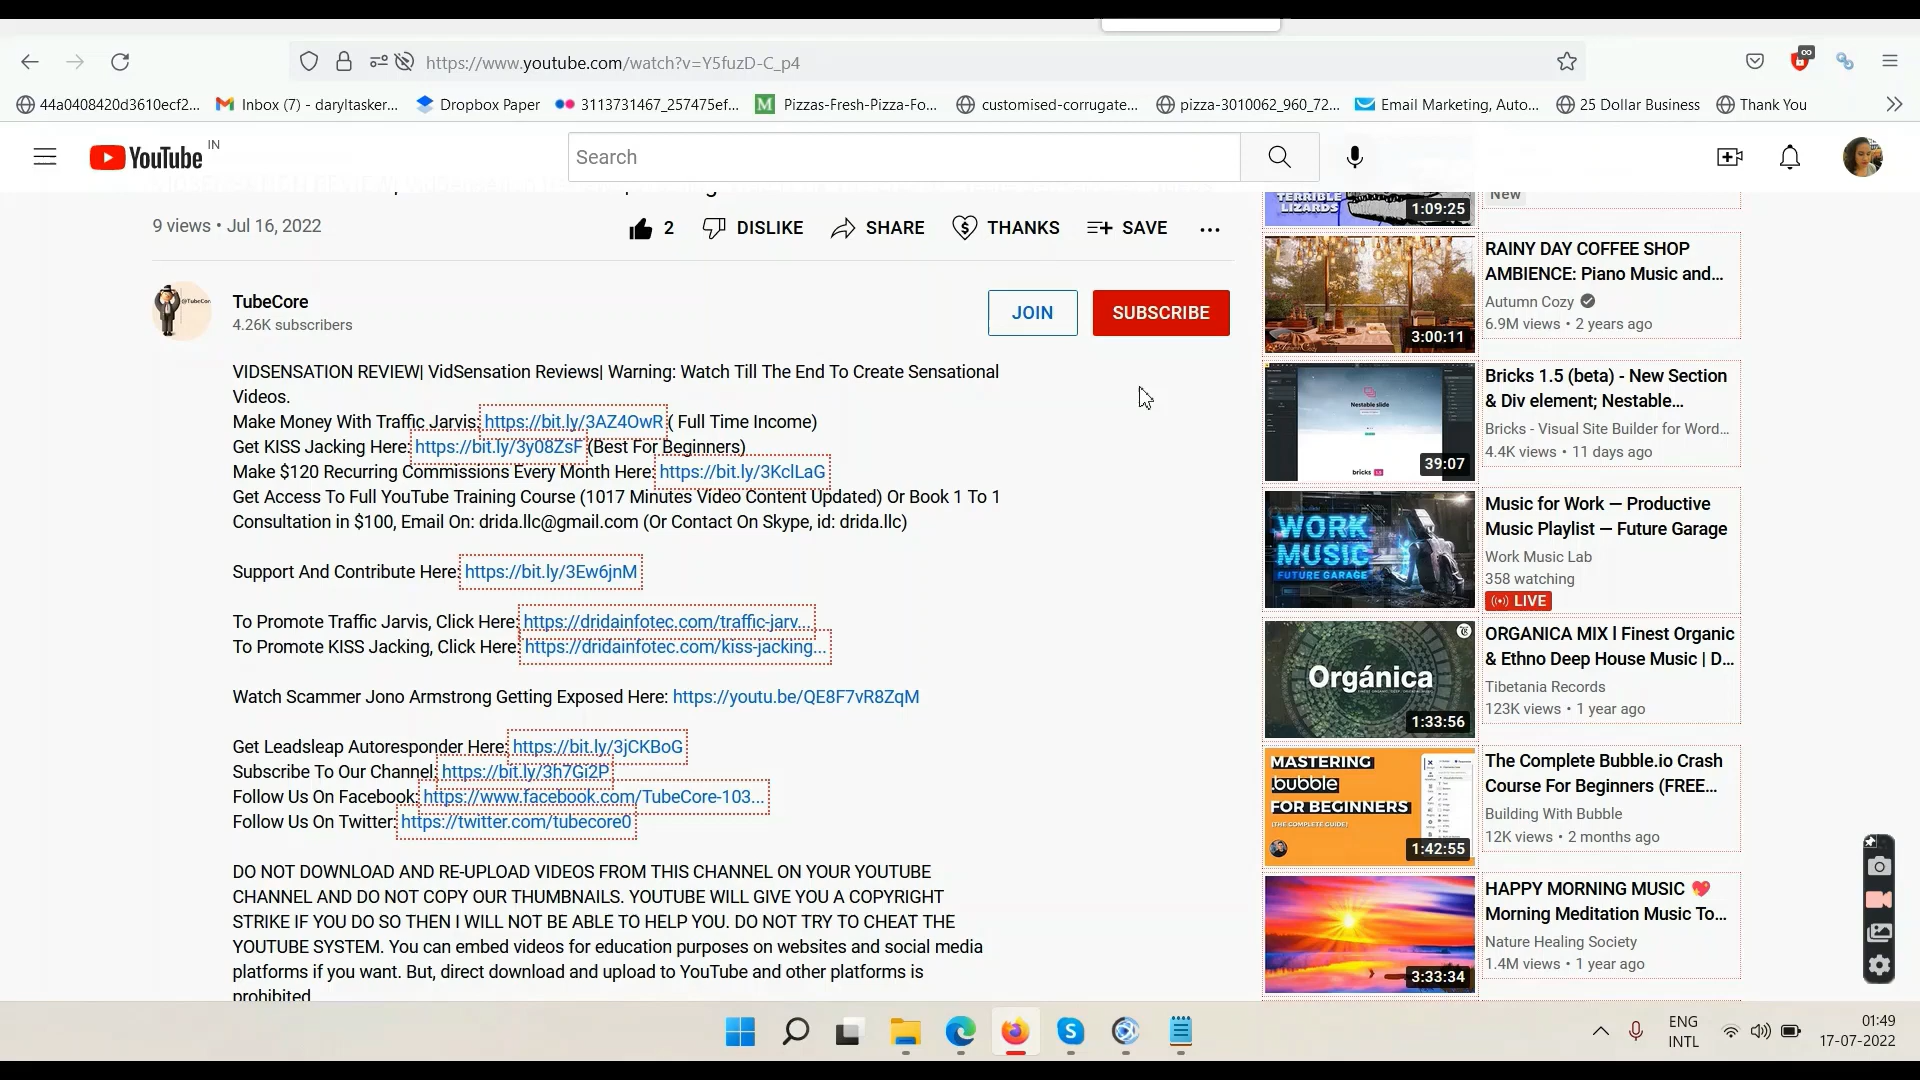 https://www.youtube.com/watch?v=Y5fuzD-C_p4
44a0408420d3610ecf2...
Inbox (7) - daryltasker...
Dropbox Paper
3113731467_257475ef...
Pizzas-Fresh-Pizza-Fo...
customised-corrugate...
pizza-3010062_960_72...
Email Marketing, Auto...
25 Dollar Business
Thank You
YouTube IN
Search
9 views • Jul 16, 2022
2
DISLIKE
SHARE
THANKS
SAVE
TubeCore
4.26K subscribers
JOIN
SUBSCRIBE
VIDSENSATION REVIEW| VidSensation Reviews| Warning: Watch Till The End To Create Sensational
Videos.
Make Money With Traffic Jarvis: https://bit.ly/3AZ4OwR ( Full Time Income)
Get KISS Jacking Here: https://bit.ly/3y08ZsF (Best For Beginners)
Make $120 Recurring Commissions Every Month Here: https://bit.ly/3KclLaG
Get Access To Full YouTube Training Course (1017 Minutes Video Content Updated) Or Book 1 To 1
Consultation in $100, Email On: drida.llc@gmail.com (Or Contact On Skype, id: drida.llc)
Support And Contribute Here: https://bit.ly/3Ew6jnM
To Promote Traffic Jarvis, Click Here: https://dridainfotec.com/traffic-jarv...
To Promote KISS Jacking, Click Here: https://dridainfotec.com/kiss-jacking...
Watch Scammer Jono Armstrong Getting Exposed Here: https://youtu.be/QE8F7vR8ZqM
Get Leadsleap Autoresponder Here: https://bit.ly/3jCKBoG
Subscribe To Our Channel: https://bit.ly/3h7Gi2P
Follow Us On Facebook: https://www.facebook.com/TubeCore-103...
Follow Us On Twitter: https://twitter.com/tubecore0
DO NOT DOWNLOAD AND RE-UPLOAD VIDEOS FROM THIS CHANNEL ON YOUR YOUTUBE
CHANNEL AND DO NOT COPY OUR THUMBNAILS. YOUTUBE WILL GIVE YOU A COPYRIGHT
STRIKE IF YOU DO SO THEN I WILL NOT BE ABLE TO HELP YOU. DO NOT TRY TO CHEAT THE
YOUTUBE SYSTEM. You can embed videos for education purposes on websites and social media
platforms if you want. But, direct download and upload to YouTube and other platforms is
prohibited
TERRIBLE
LIZARDS
1:09:25
New
3:00:11
RAINY DAY COFFEE SHOP
AMBIENCE: Piano Music and...
Autumn Cozy
6.9M views • 2 years ago
Nestable slide
bricks 1.5
39:07
Bricks 1.5 (beta) - New Section
& Div element; Nestable...
Bricks - Visual Site Builder for Word...
4.4K views • 11 days ago
WORK
MUSIC
FUTURE GARAGE
Music for Work — Productive
Music Playlist — Future Garage
Work Music Lab
358 watching
LIVE
Orgánica
1:33:56
ORGANICA MIX l Finest Organic
& Ethno Deep House Music | D...
Tibetania Records
123K views • 1 year ago
MASTERING
.bubble
FOR BEGINNERS
(THE COMPLETE GUIDE)
1:42:55
The Complete Bubble.io Crash
Course For Beginners (FREE...
Building With Bubble
12K views • 2 months ago
3:33:34
HAPPY MORNING MUSIC 💖
Morning Meditation Music To...
Nature Healing Society
1.4M views • 1 year ago
ENG
INTL
01:49
17-07-2022